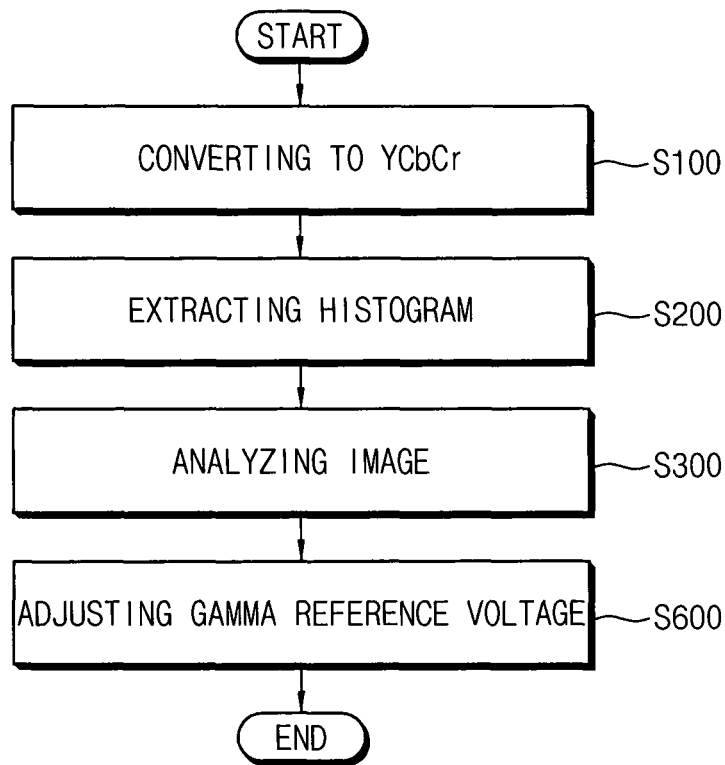 START
CONVERTING TO YCbCr
S100
EXTRACTING HISTOGRAM
S200
ANALYZING IMAGE
S300
ADJUSTING GAMMA REFERENCE VOLTAGE
S600
END